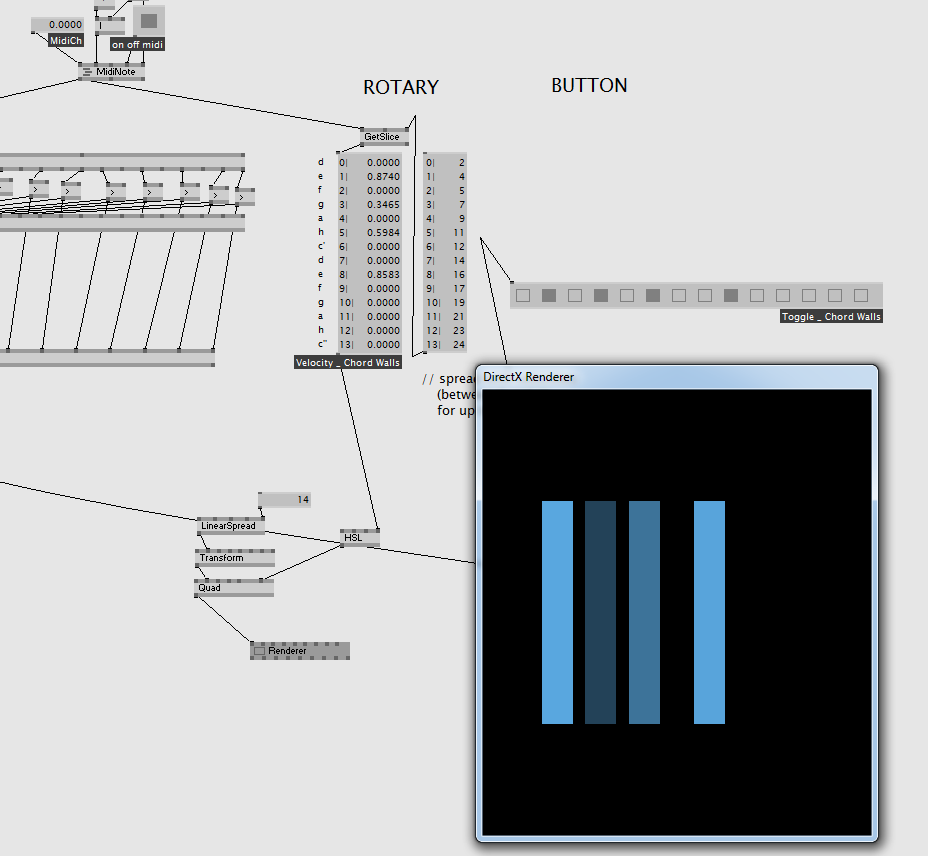 0.0000
I
MidiCh
on off midi
MidiNote
ROTARY
BUTTON
GetSlice
d 0| 0.0000 0| 2
e 1| 0.8740 1| 4
f 2| 0.0000 2| 5
g 3| 0.3465 3| 7
a 4| 0.0000 4| 9
h 5| 0.5984 5| 11
c' 6| 0.0000 6| 12
d 7| 0.0000 7| 14
e 8| 0.8583 8| 16
f 9| 0.0000 9| 17
g 10| 0.0000 10| 19
a 11| 0.0000 11| 21
h 12| 0.0000 12| 23
c'' 13| 0.0000 13| 24
> > > > > > >
Toggle _ Chord Walls
Velocity _ Chord Walls
// sprea
(betwe
for up
DirectX Renderer
14
LinearSpread
HSL
Transform
Quad
Renderer